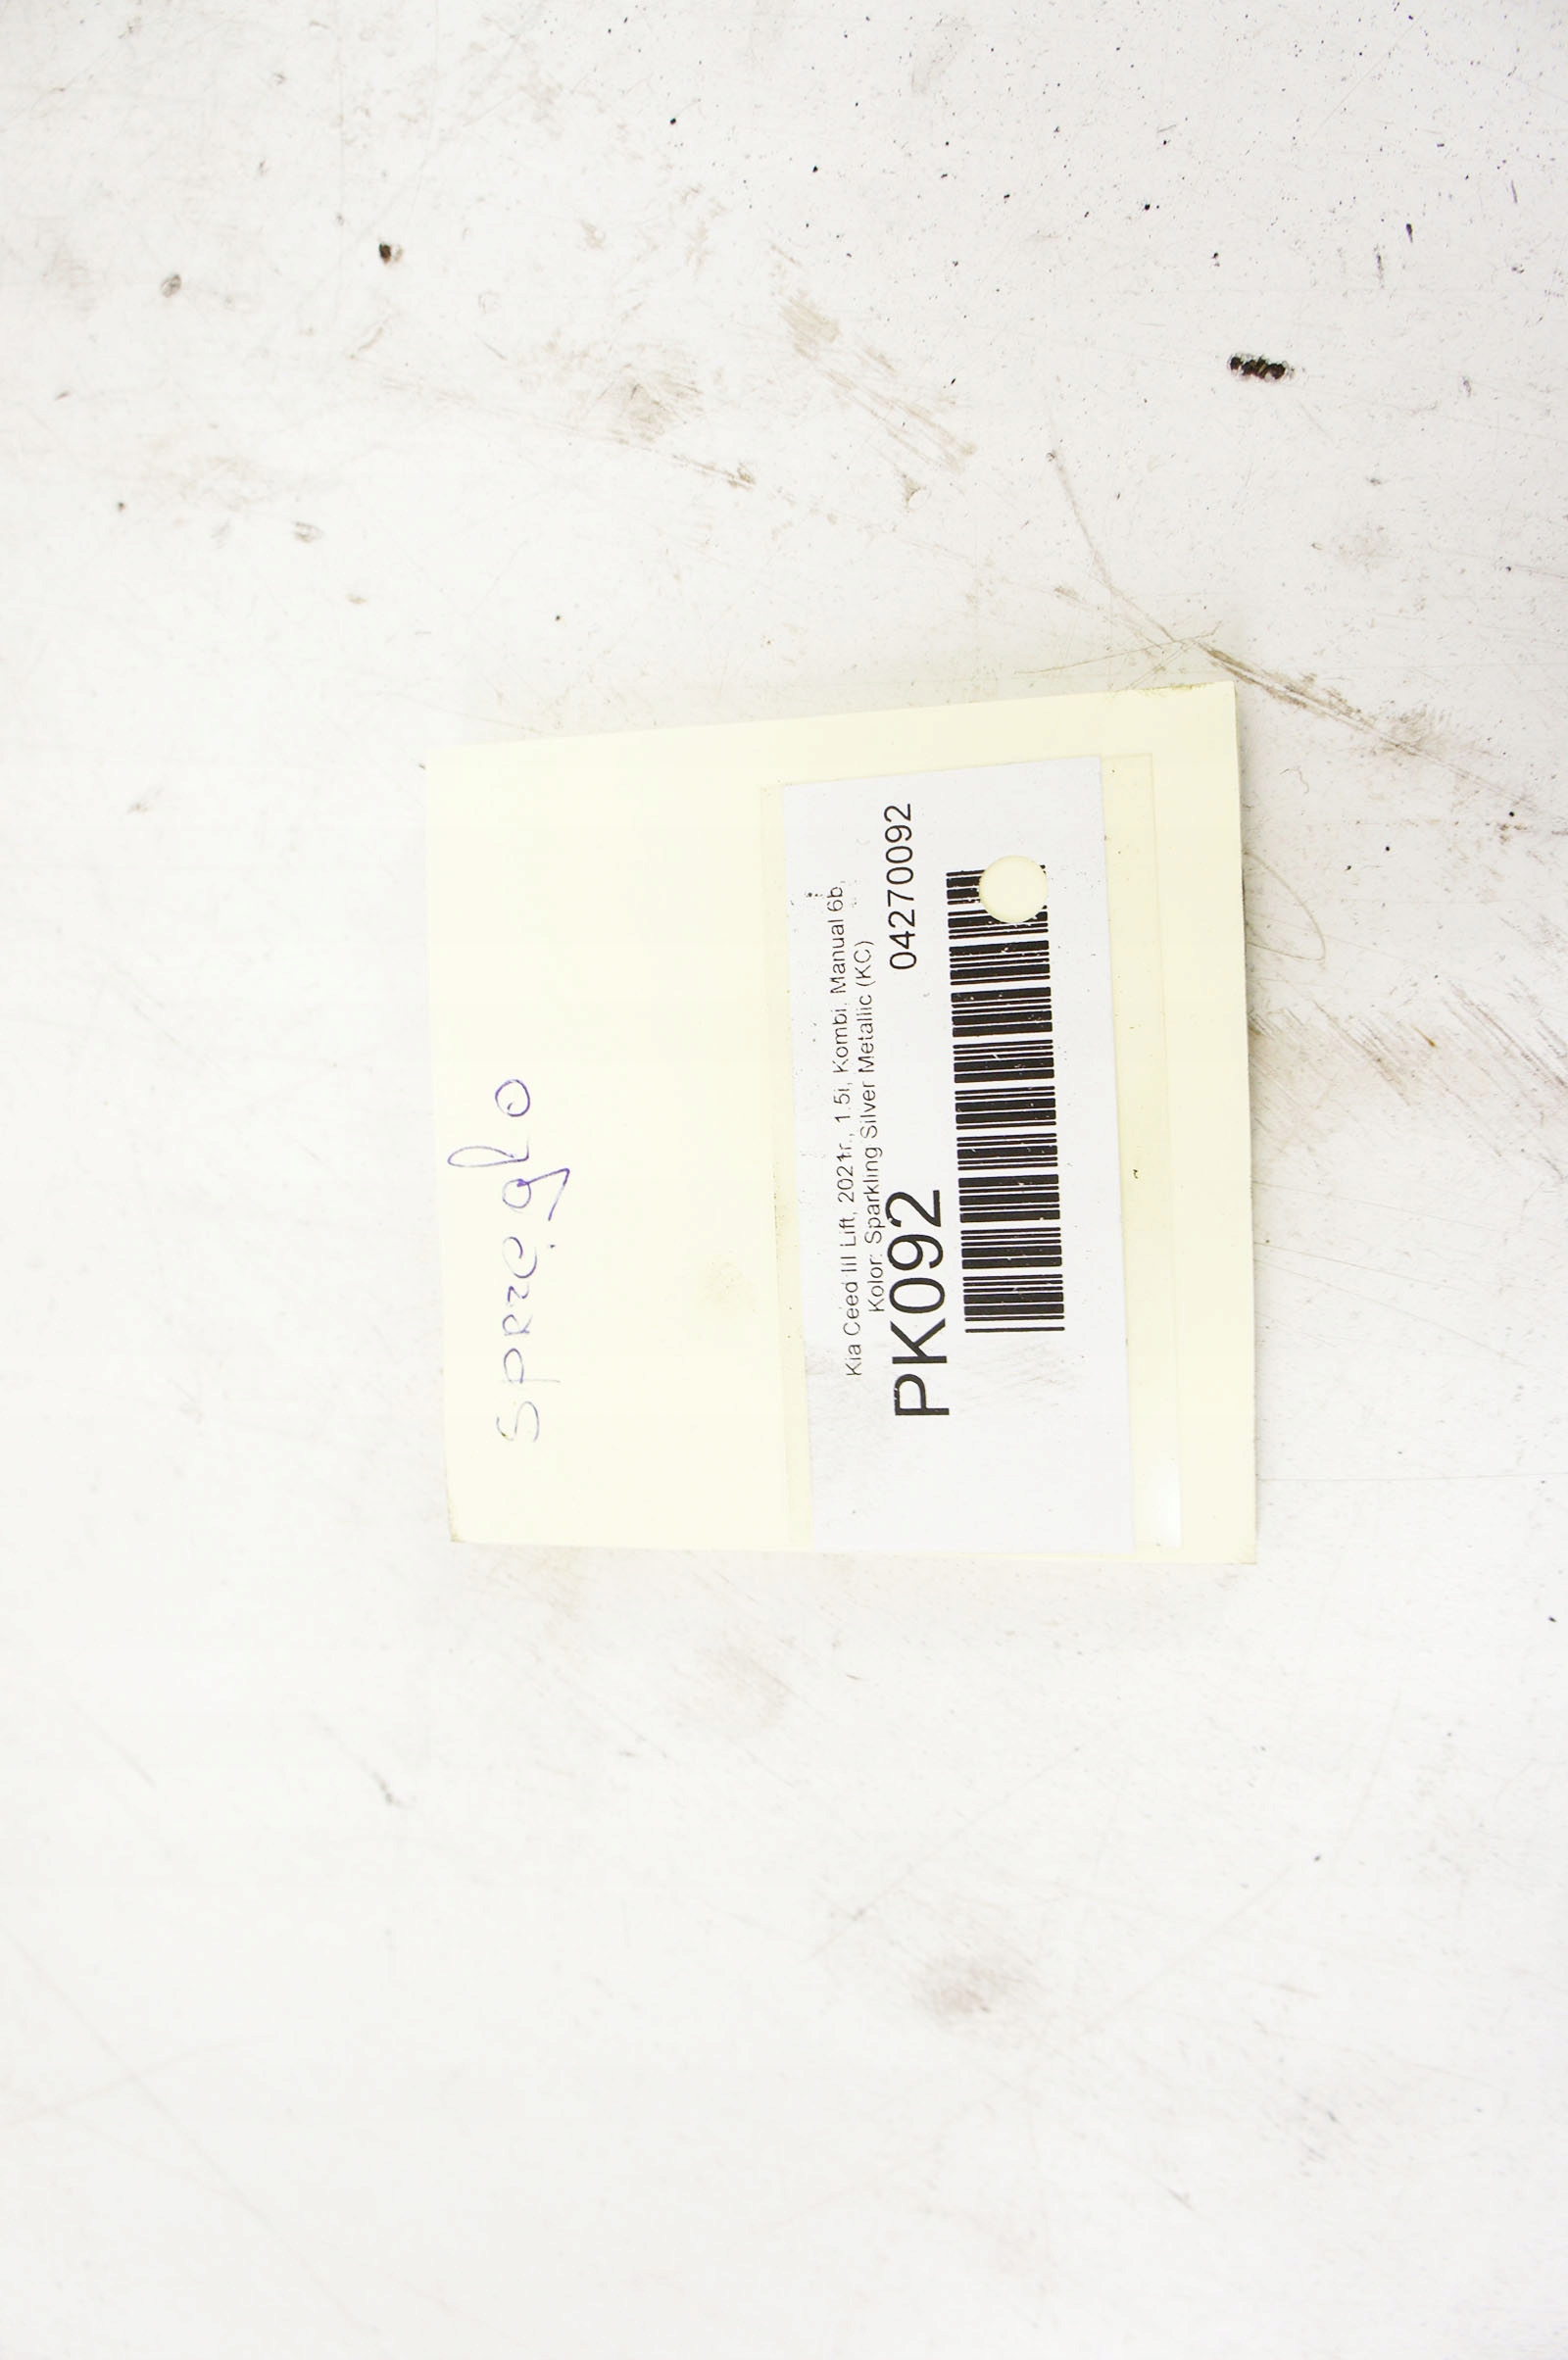 Sprzęgło
Kia Ceed III Lift, 2021r., 1.5i, Kombi, Manual 6b,
Kolor: Sparkling Silver Metallic (KC)
PK092 04270092